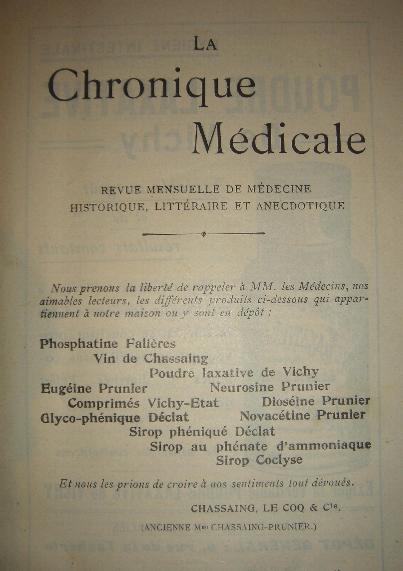 LA
Chronique
Médicale
REVUE MENSUELLE DE MÉDECINE
HISTORIQUE, LITTÉRAIRE ET ANECDOTIQUE
Nous prenons la liberté de rappeler à MM. les Médecins, nos
aimables lecteurs, les différents produits ci-dessous qui appar-
tiennent à notre maison ou y sont en dépôt :
Phosphatine Falières
Vin de Chassaing
Poudre laxative de Vichy
Eugéine Prunier Neurosine Prunier
Comprimés Vichy-Etat Dioséine Prunier
Glyco-phénique Déclat Novacétine Prunier
Sirop phéniqué Déclat
Sirop au phénate d'ammoniaque
Sirop Coclyse
Et nous les prions de croire à nos sentiments tout dévoués.
CHASSAING, LE COQ & Cie.
(ANCIENNE Mon CHASSAING-PRUNIER.)